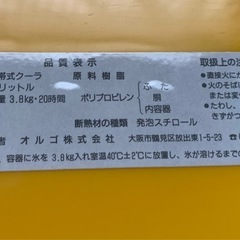 品質表示
帯式クーラ 原料樹脂
リットル
量 3.8kg・20時間 ポリプロピレン ふた 胴 内容器
断熱材の種類 発泡スチロール
者 オルゴ株式会社
大阪市鶴見区放出東1-5-23
、容器に氷を3.8kg入れ室温40℃±2℃に放置し、氷が溶けるまでの
取扱上の注
・直接火に
・火のそば
または変
・たわ
きずがつ